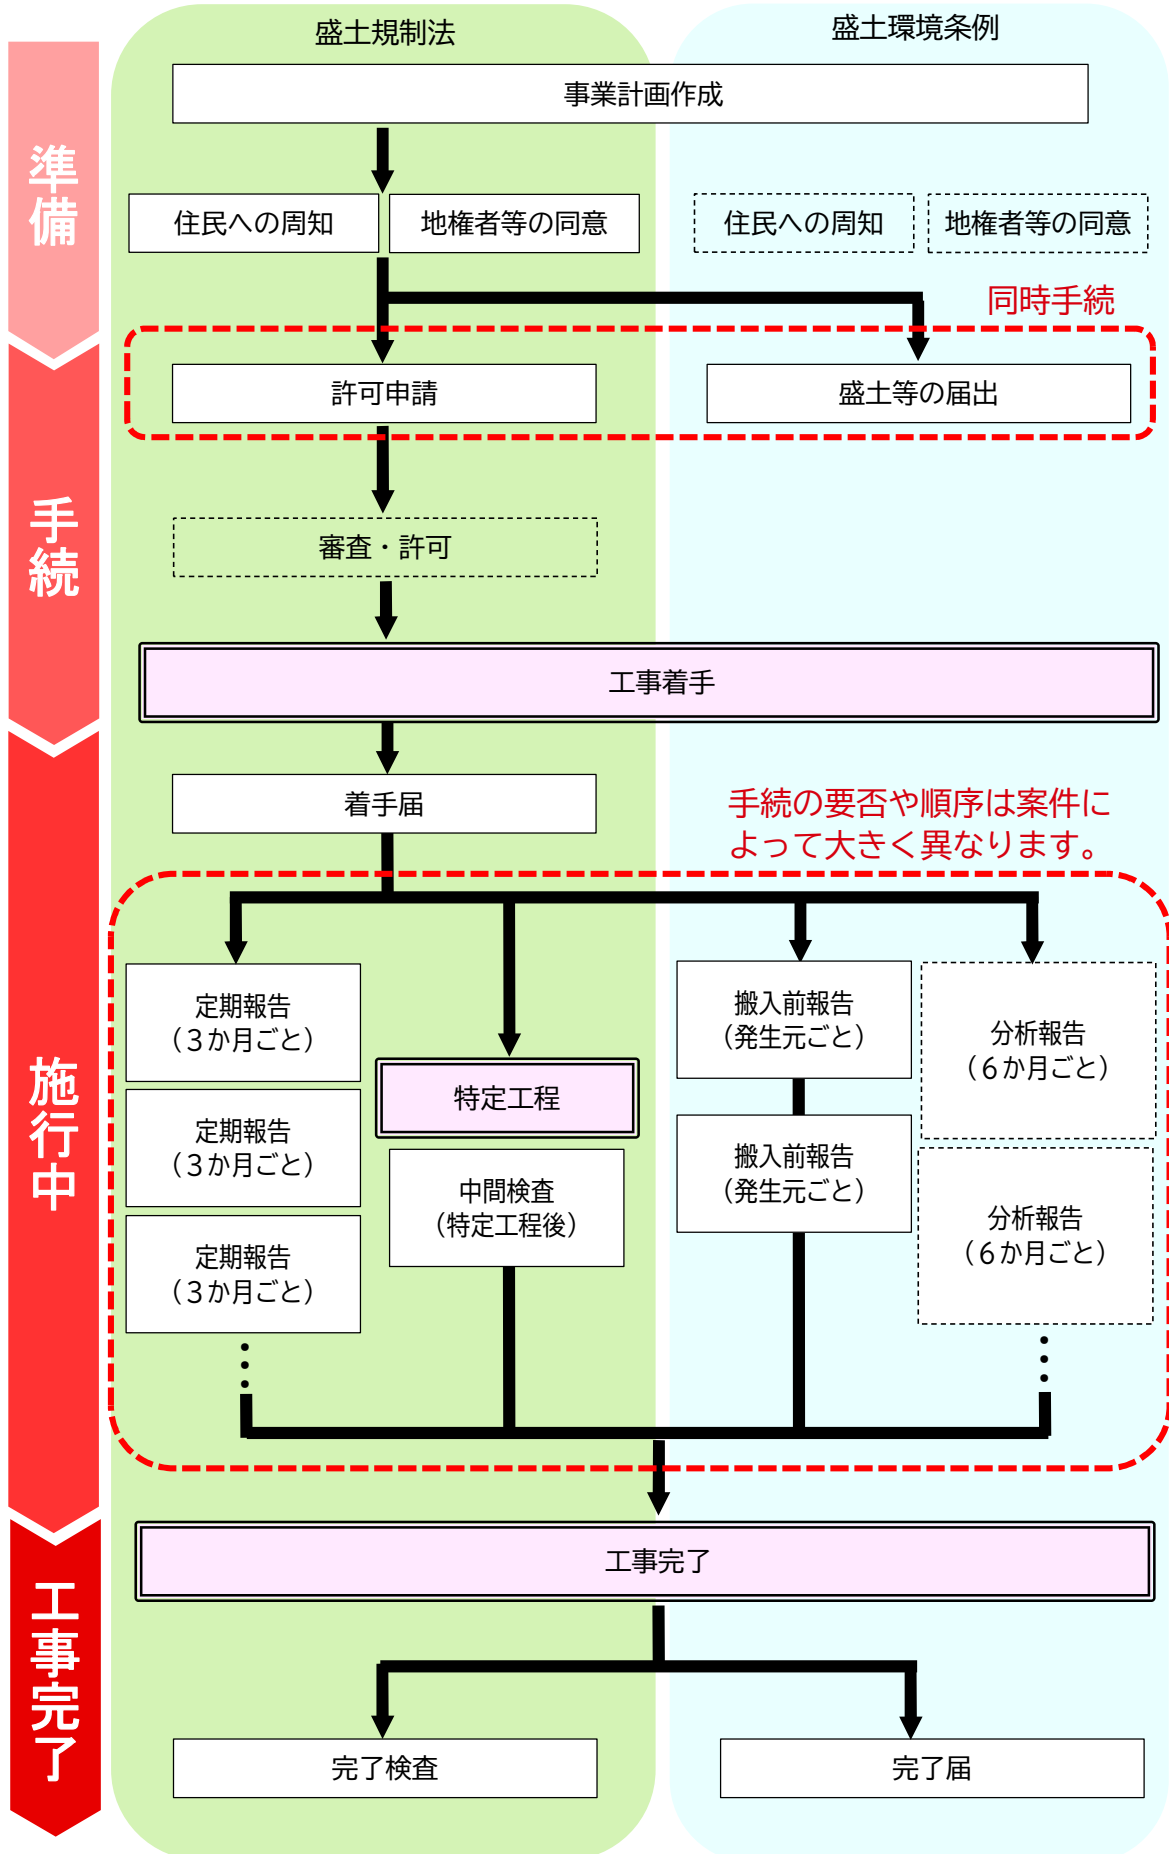 盛土規制法
盛土環境条例
準備
事業計画作成
住民への周知
地権者等の同意
住民への周知
地権者等の同意
同時手続
手続
許可申請
盛土等の届出
審査・許可
工事着手
施行中
着手届
手続の要否や順序は案件に
よって大きく異なります。
定期報告
（３か月ごと）
定期報告
（３か月ごと）
定期報告
（３か月ごと）
特定工程
中間検査
（特定工程後）
搬入前報告
（発生元ごと）
搬入前報告
（発生元ごと）
分析報告
（６か月ごと）
分析報告
（６か月ごと）
工事完了
工事完了
完了検査
完了届